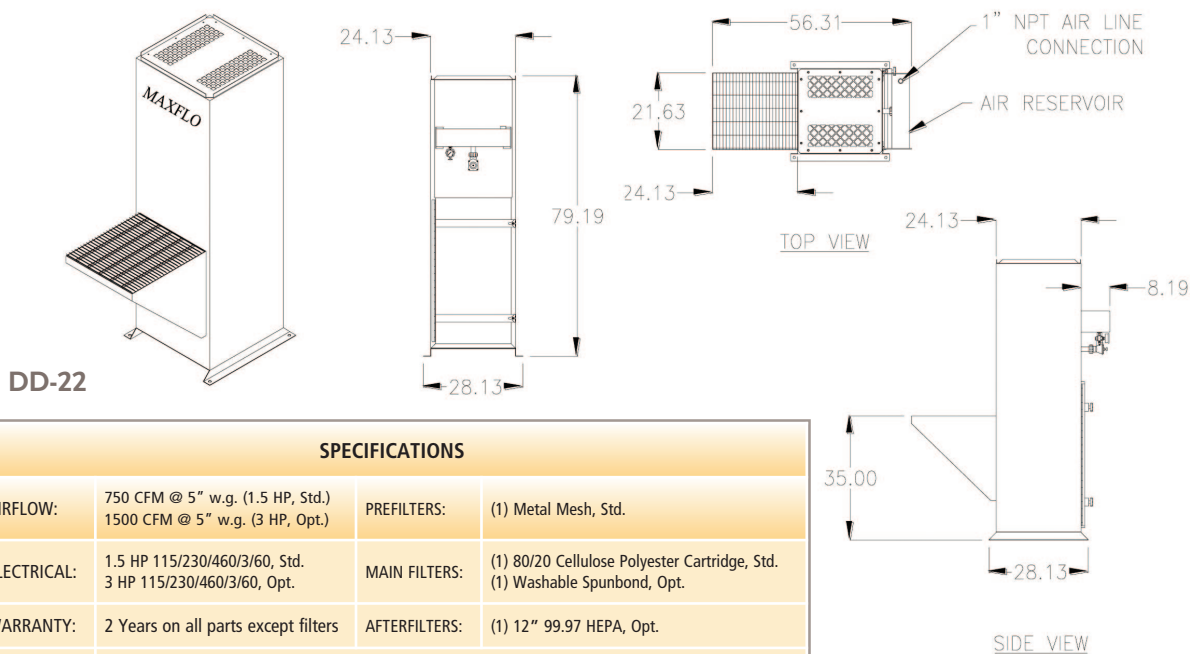 MAXFLO
24.13
79.19
28.13
56.31
1” NPT AIR LINE
CONNECTION
AIR RESERVOIR
21.63
24.13
TOP VIEW
24.13
8.19
35.00
28.13
SIDE VIEW
DD-22
SPECIFICATIONS
IRFLOW:
750 CFM @ 5” w.g. (1.5 HP, Std.)
1500 CFM @ 5” w.g. (3 HP, Opt.)
PREFILTERS:
(1) Metal Mesh, Std.
LECTRICAL:
1.5 HP 115/230/460/3/60, Std.
3 HP 115/230/460/3/60, Opt.
MAIN FILTERS:
(1) 80/20 Cellulose Polyester Cartridge, Std.
(1) Washable Spunbond, Opt.
ARRANTY:
2 Years on all parts except filters
AFTERFILTERS:
(1) 12” 99.97 HEPA, Opt.